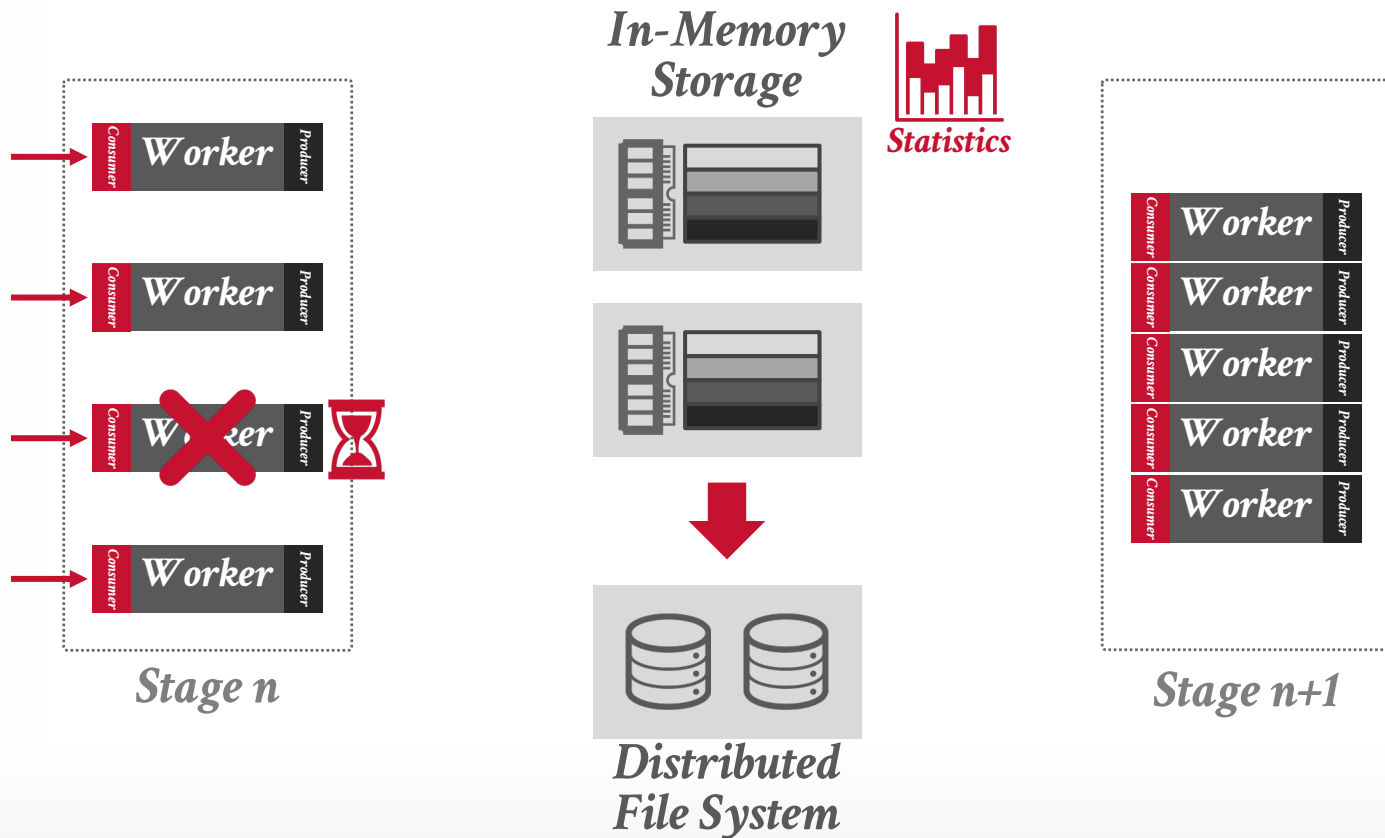 In-Memory
Storage
Statistics
Consumer
Worker
Producer
Consumer
Worker
Producer
Consumer
Worker
Producer
Consumer
Worker
Producer
Stage n
Distributed
File System
Consumer
Worker
Producer
Consumer
Worker
Producer
Consumer
Worker
Producer
Consumer
Worker
Producer
Consumer
Worker
Producer
Stage n+1